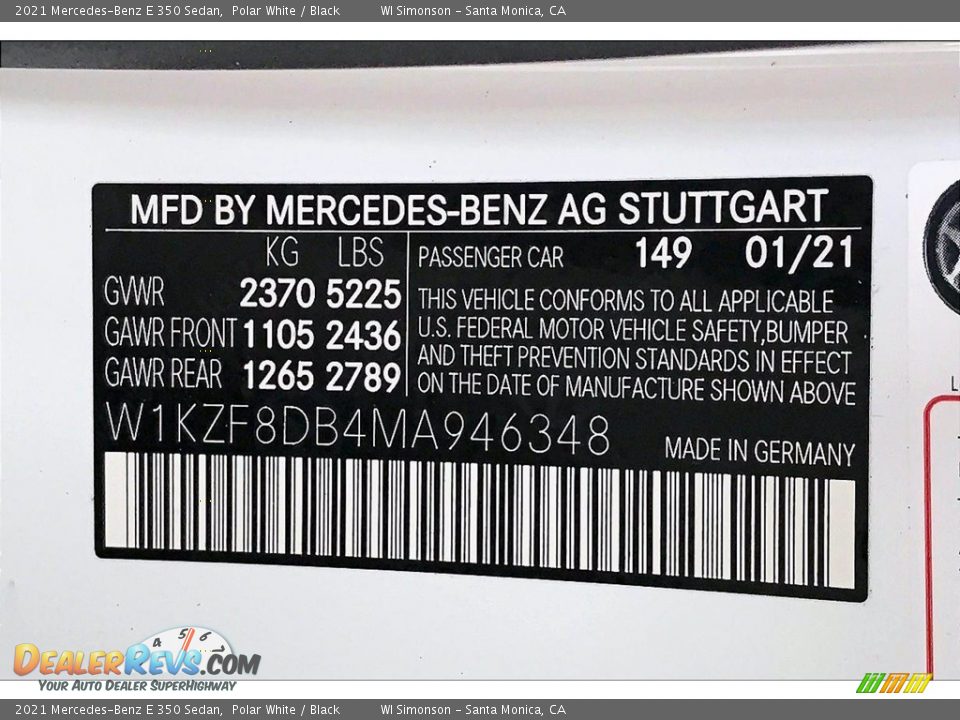 2021 Mercedes-Benz E 350 Sedan, Polar White / Black WI Simonson - Santa Monica, CA
MFD BY MERCEDES-BENZ AG STUTTGART
KG LBS PASSENGER CAR 149 01/21
GVWR 2370 5225
GAWR FRONT 1105 2436
GAWR REAR 1265 2789
THIS VEHICLE CONFORMS TO ALL APPLICABLE
U.S. FEDERAL MOTOR VEHICLE SAFETY,BUMPER
AND THEFT PREVENTION STANDARDS IN EFFECT
ON THE DATE OF MANUFACTURE SHOWN ABOVE
W1KZF8DB4MA946348 MADE IN GERMANY
L
4 5 6
DEALERREVS.COM
YOUR AUTO DEALER SUPERHIGHWAY
2021 Mercedes-Benz E 350 Sedan, Polar White / Black WI Simonson - Santa Monica, CA